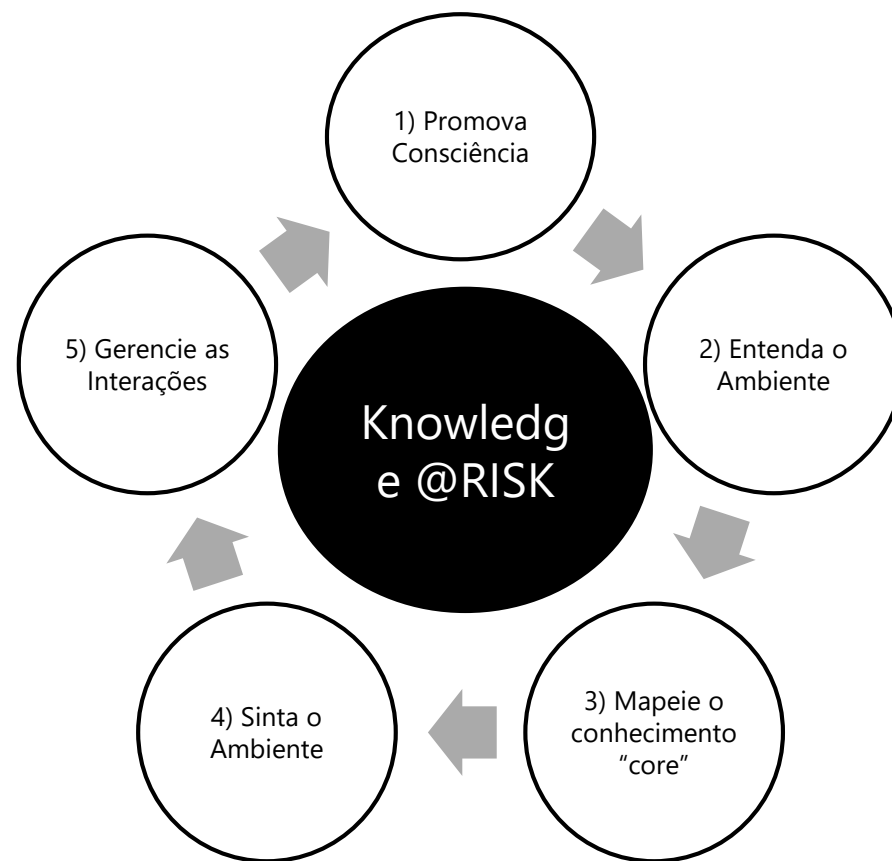 1) Promova
Consciência
2) Entenda o
Ambiente
3) Mapeie o
conhecimento
“core”
4) Sinta o
Ambiente
5) Gerencie as
Interações
Knowledg
e @RISK